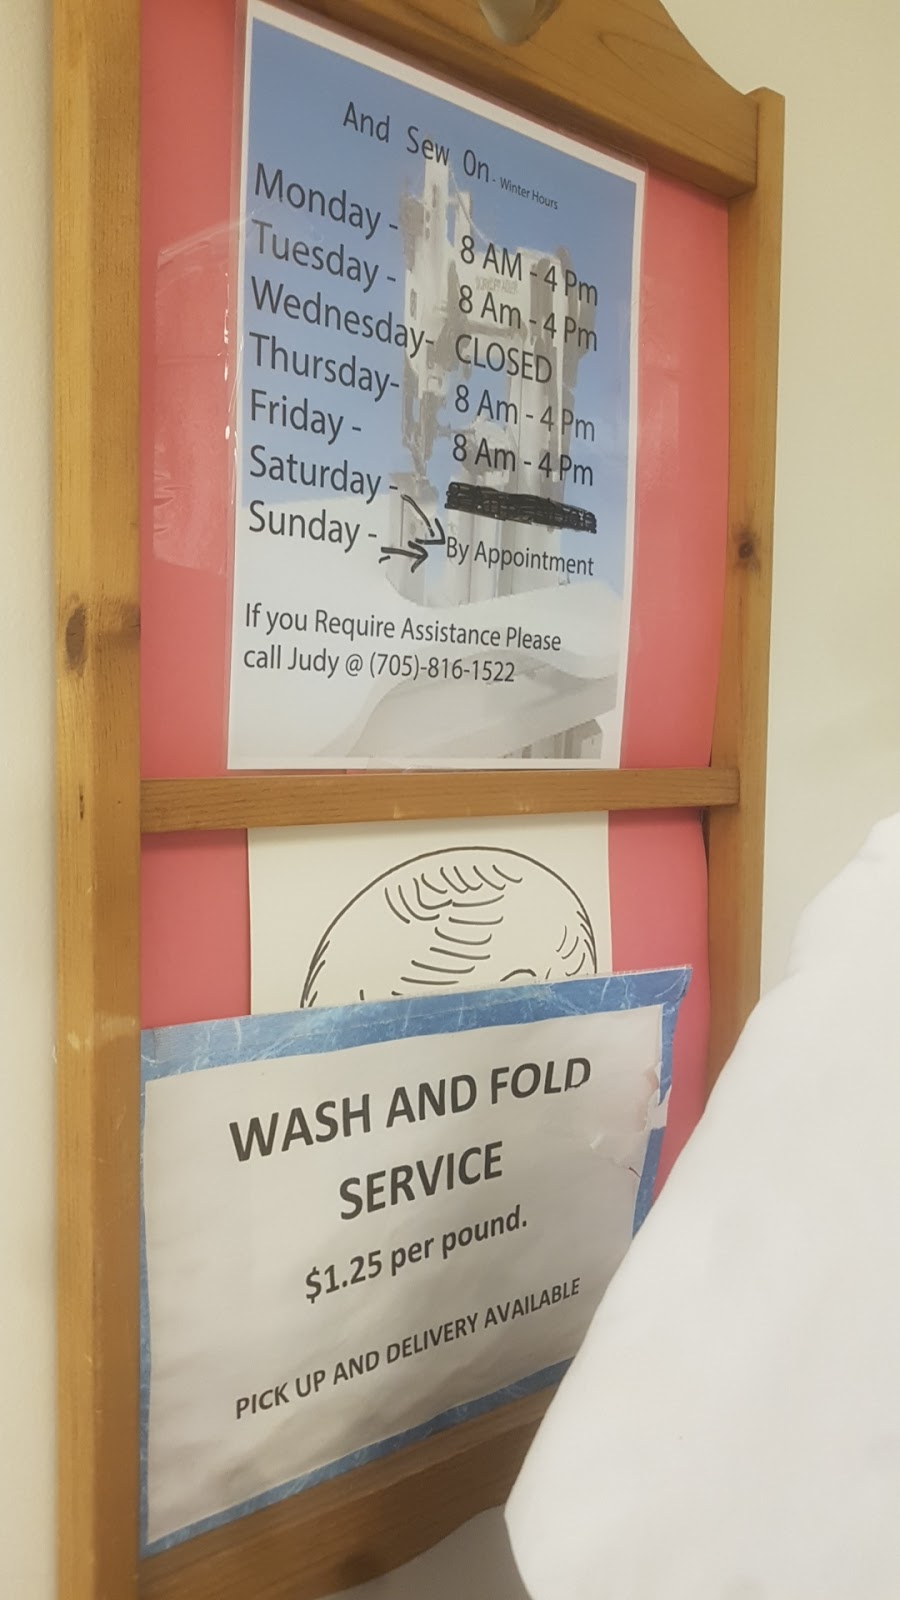 And Sew On - Winter Hours
Monday - 8 AM - 4 Pm
Tuesday - 8 Am - 4 Pm
Wednesday- CLOSED
Thursday- 8 Am - 4 Pm
Friday - 8 Am - 4 Pm
Saturday -
Sunday - By Appointment
If you Require Assistance Please
call Judy @ (705)-816-1522
WASH AND FOLD
SERVICE
$1.25 per pound.
PICK UP AND DELIVERY AVAILABLE